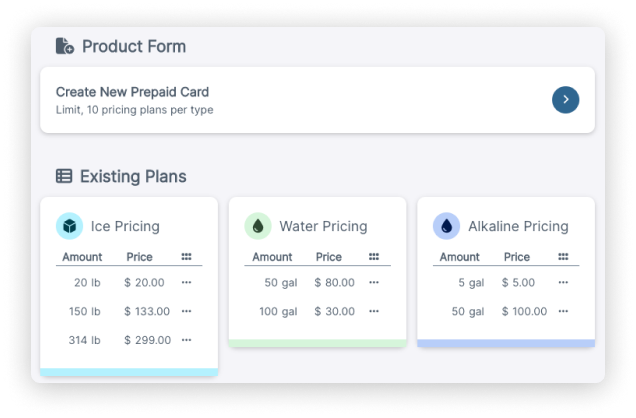 Product Form
Create New Prepaid Card
Limit, 10 pricing plans per type
Existing Plans
Ice Pricing
Amount Price
20 lb $ 20.00
150 lb $ 133.00
314 lb $ 299.00
Water Pricing
Amount Price
50 gal $ 80.00
100 gal $ 30.00
Alkaline Pricing
Amount Price
5 gal $ 5.00
50 gal $ 100.00